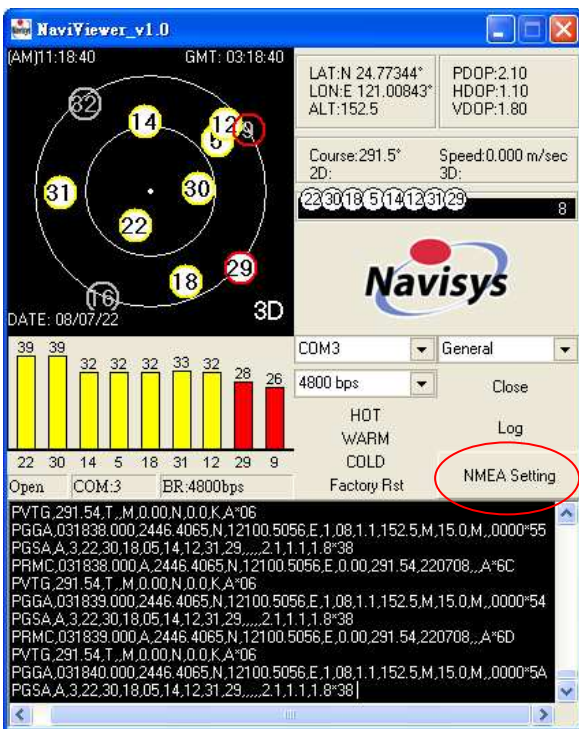 NaviViewer_v1.0
(AM)11:18:40 GMT: 03:18:40
32
14
12
5
9
31
30
22
29
18
16
3D
DATE: 08/07/22
LAT:N 24.77344°
LON:E 121.00843°
ALT:152.5
PDOP:2.10
HDOP:1.10
VDOP:1.80
Course:291.5° Speed:0.000 m/sec
2D: 3D:
22 30 18 5 14 12 31 29
8
Navisys
39 39 32 32 32 33 32 28 26
22 30 14 5 18 31 12 29 9
COM3 General
4800 bps Close
HOT
WARM
COLD
Factory Rst
Log
NMEA Setting
Open COM:3 BR:4800bps
PVTG,291.54,T,,M,0.00,N,0.0,K,A*06
PGGA,031838.000,2446.4065,N,12100.5056,E,1,08,1.1,152.5,M,15.0,M,,0000*55
PGSA,A,3,22,30,18,05,14,12,31,29,,,,,2.1,1.1,1.8*38
PRMC,031838.000,A,2446.4065,N,12100.5056,E,0.00,291.54,220708,,,A*6C
PVTG,291.54,T,,M,0.00,N,0.0,K,A*06
PGGA,031839.000,2446.4065,N,12100.5056,E,1,08,1.1,152.5,M,15.0,M,,0000*54
PGSA,A,3,22,30,18,05,14,12,31,29,,,,,2.1,1.1,1.8*38
PRMC,031839.000,A,2446.4065,N,12100.5056,E,0.00,291.54,220708,,,A*6D
PVTG,291.54,T,,M,0.00,N,0.0,K,A*06
PGGA,031840.000,2446.4065,N,12100.5056,E,1,08,1.1,152.5,M,15.0,M,,0000*5A
PGSA,A,3,22,30,18,05,14,12,31,29,,,,,2.1,1.1,1.8*38